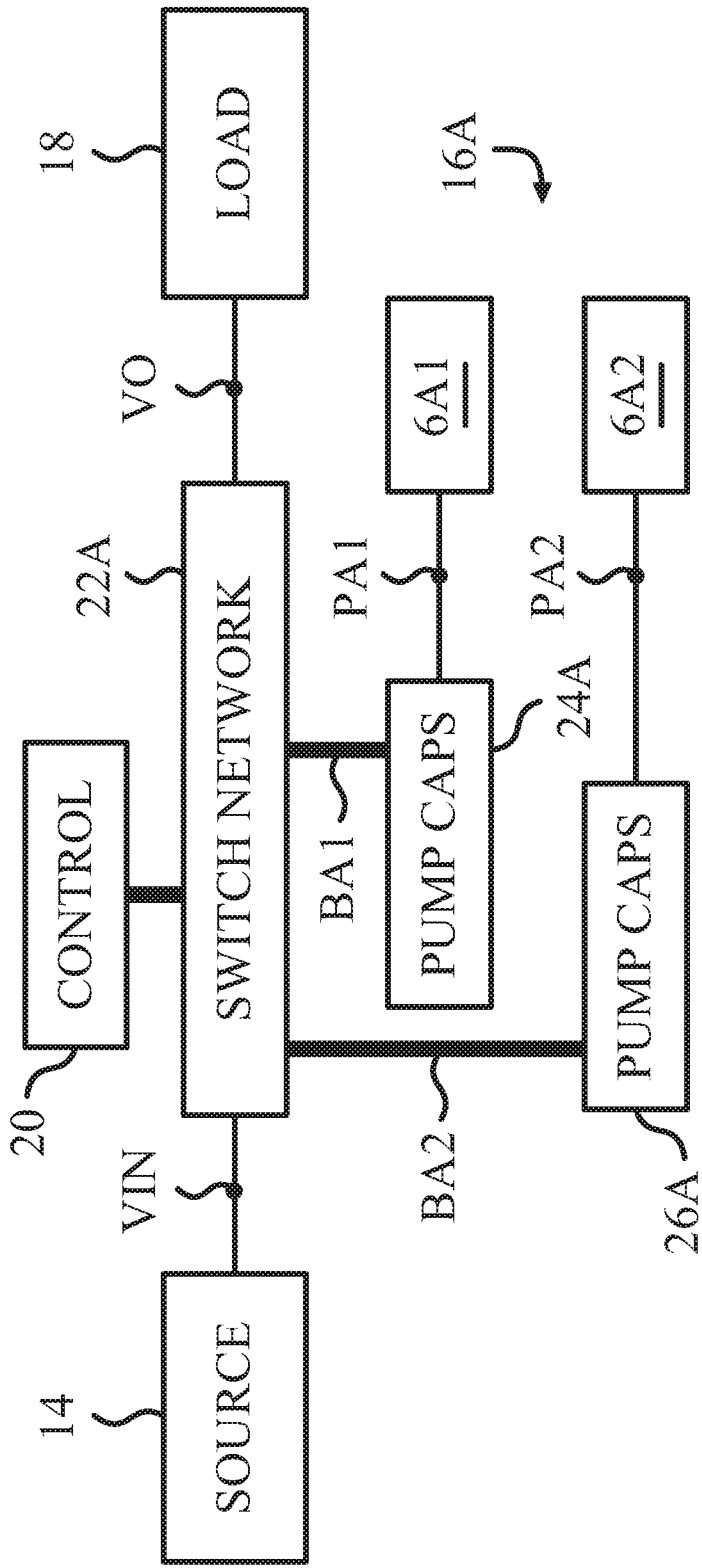 20
CONTROL
14
SOURCE
VIN
22A
SWITCH NETWORK
VO
18
LOAD
BA2
BA1
26A
PUMP CAPS
PUMP CAPS
24A
PA1
6A1
PA2
6A2
16A